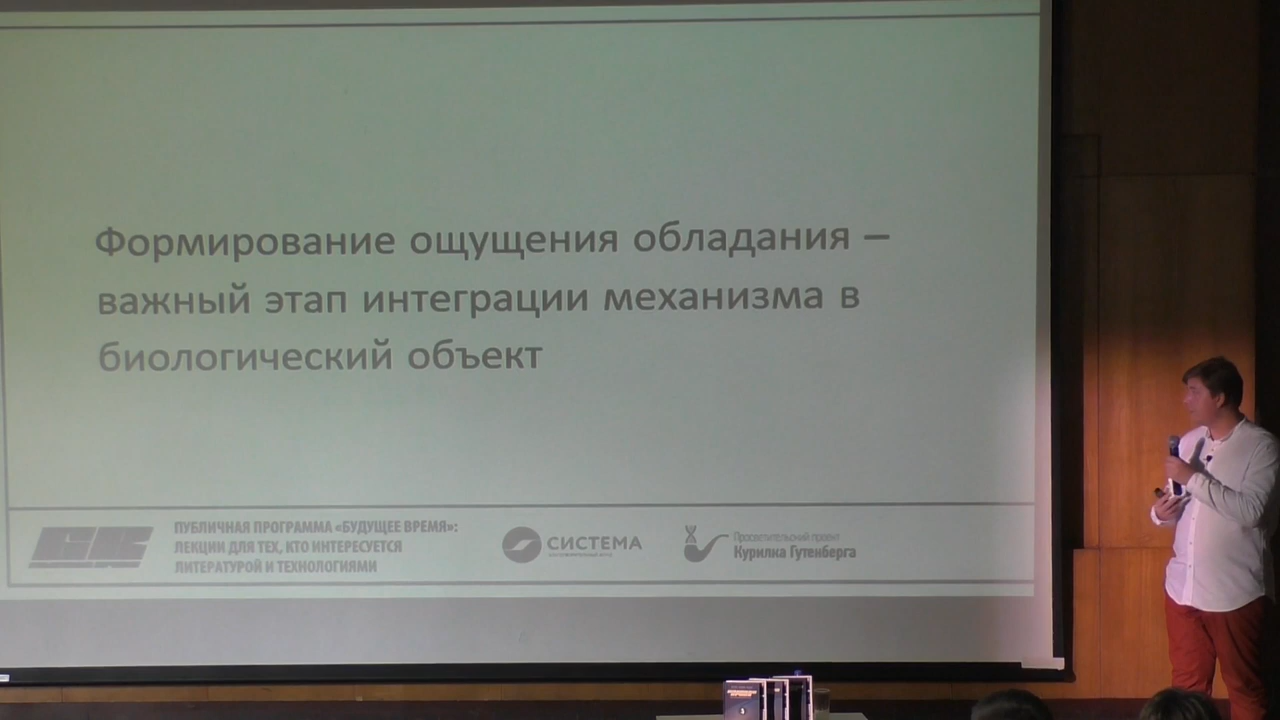 Формирование ощущения обладания –
важный этап интеграции механизма в
биологический объект
ПУБЛИЧНАЯ ПРОГРАММА «БУДУЩЕЕ ВРЕМЯ»:
ЛЕКЦИИ ДЛЯ ТЕХ, КТО ИНТЕРЕСУЕТСЯ
ЛИТЕРАТУРОЙ И ТЕХНОЛОГИЯМИ
СИСТЕМА
Просветительский проект
Курилка Гутенберга